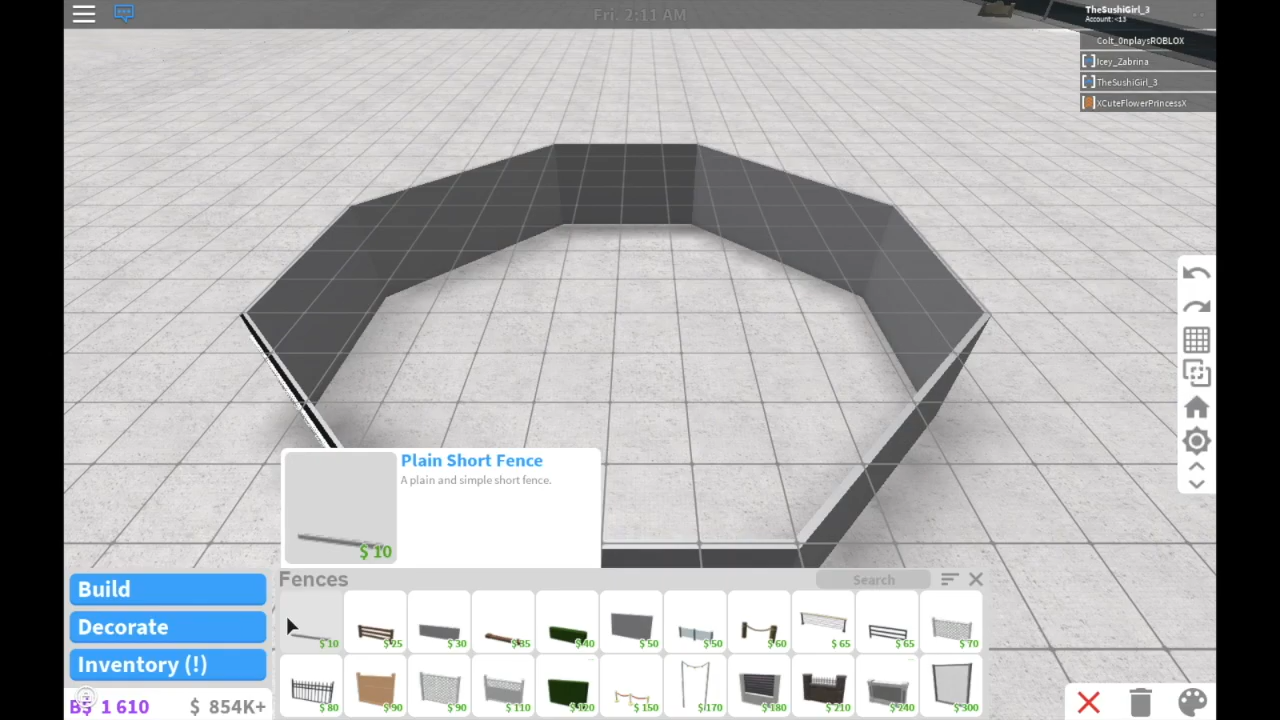 Fri. 2:11 AM
TheSushiGirl_3
Account: <13
Colt_0nplaysROBLOX
Icey_Zabrina
TheSushiGirl_3
XCuteFlowerPrincessX
Plain Short Fence
A plain and simple short fence.
$ 10
Build
Decorate
Inventory (!)
B$ 1 610 $ 854K+
Fences
Search
$ 10 $ 25 $ 30 $ 35 $ 40 $ 50 $ 50 $ 60 $ 65 $ 65 $ 70
$ 80 $ 90 $ 90 $ 110 $ 120 $ 150 $ 170 $ 180 $ 210 $ 240 $ 300